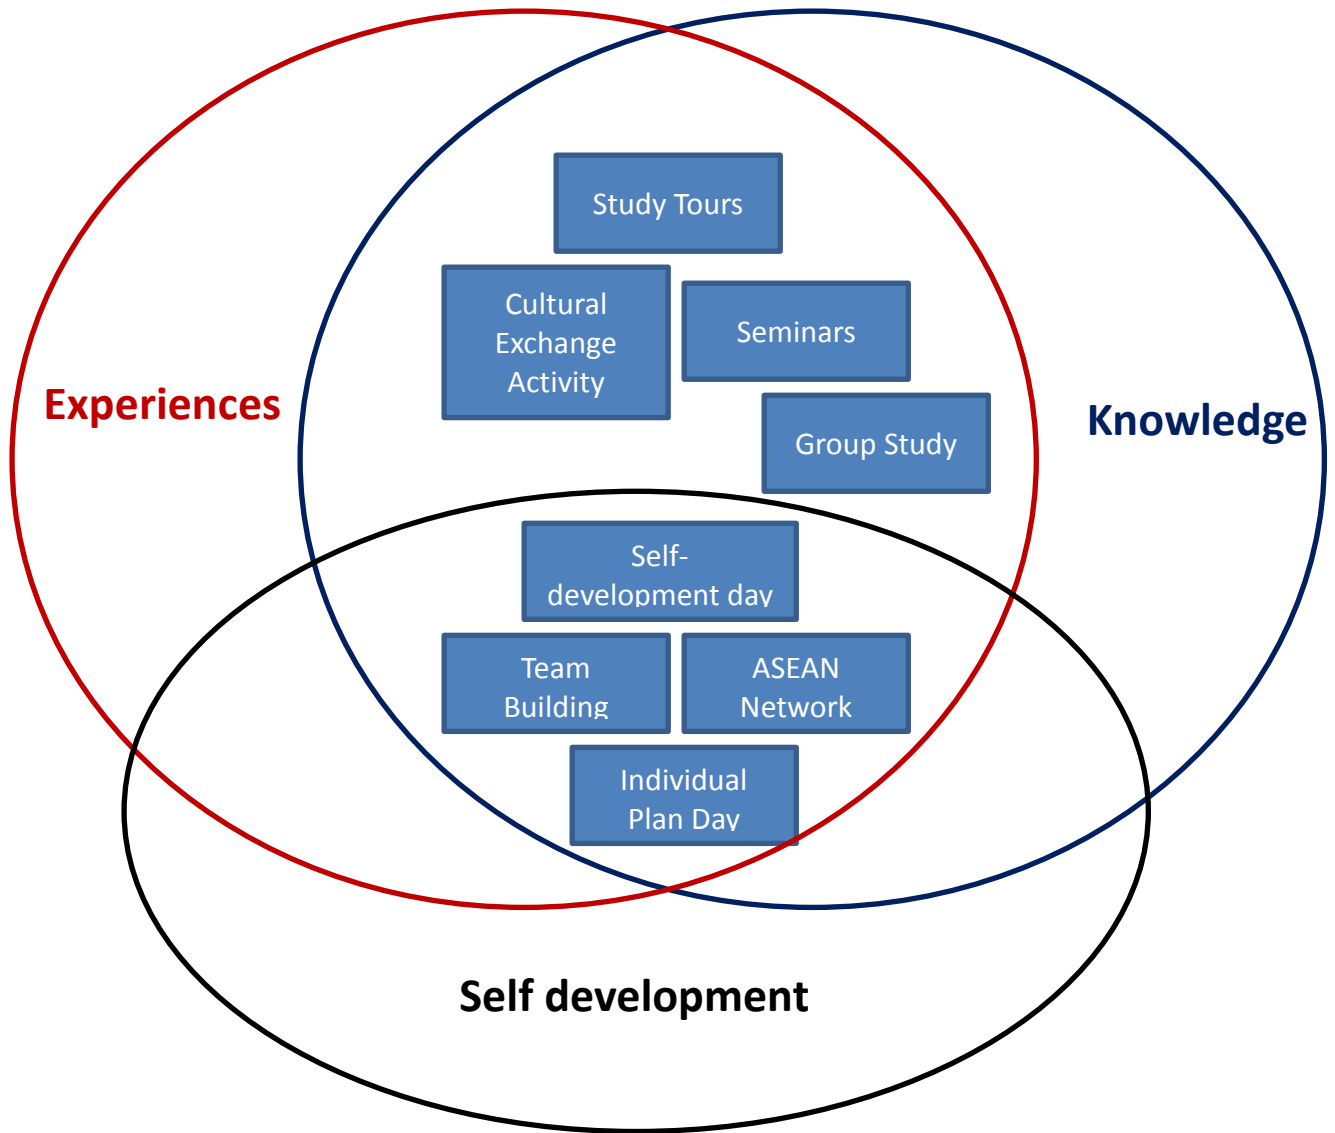 Study Tours
Cultural
Exchange
Activity
Seminars
Experiences
Knowledge
Group Study
Self-
development day
Team
Building
ASEAN
Network
Individual
Plan Day
Self development